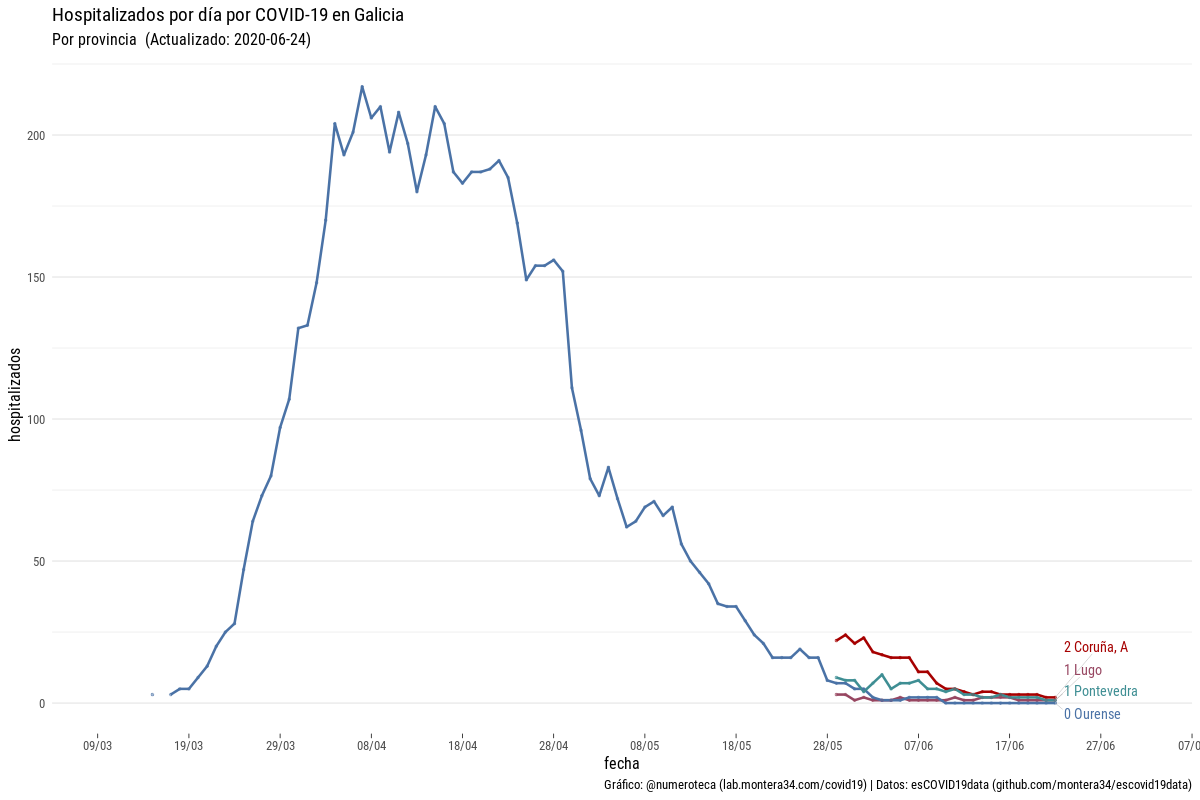 Hospitalizados por día por COVID-19 en Galicia
Por provincia  (Actualizado: 2020-06-24)
hospitalizados
200
150
100
50
0
2 Coruña, A
1 Lugo
1 Pontevedra
0 Ourense
09/03
19/03
29/03
08/04
18/04
28/04
08/05
18/05
28/05
07/06
17/06
27/06
07/0
fecha
Gráfico: @numeroteca (lab.montera34.com/covid19) | Datos: esCOVID19data (github.com/montera34/escovid19data)